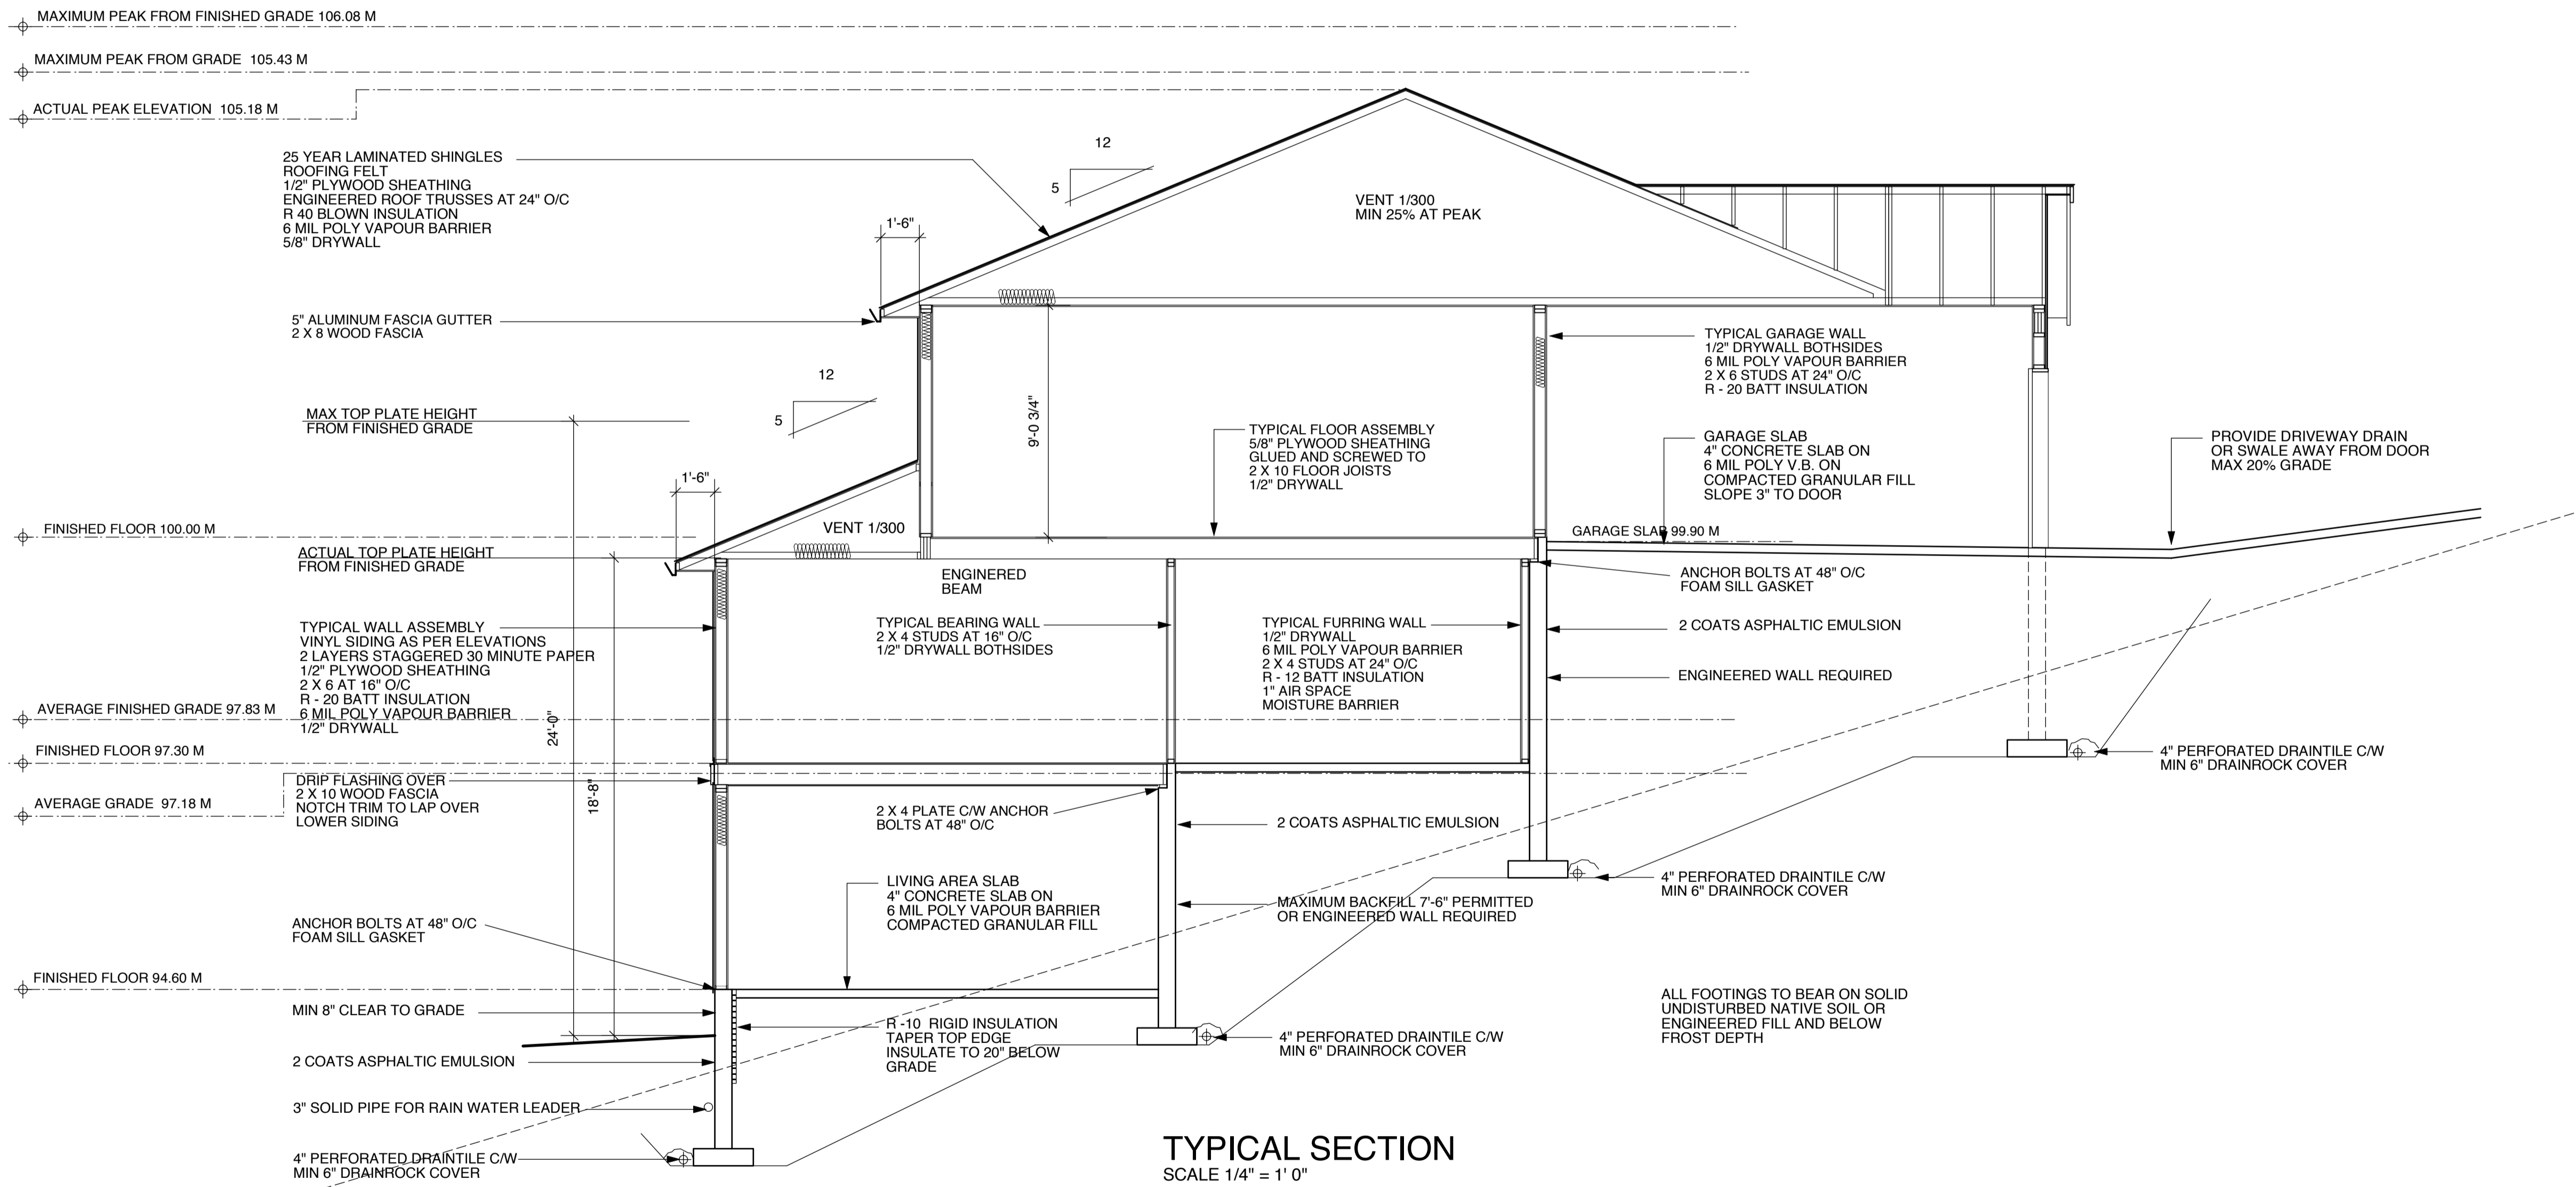 MAXIMUM PEAK FROM FINISHED GRADE 106.08 M
MAXIMUM PEAK FROM GRADE 105.43 M
ACTUAL PEAK ELEVATION 105.18 M
25 YEAR LAMINATED SHINGLES
ROOFING FELT
1/2" PLYWOOD SHEATHING
ENGINEERED ROOF TRUSSES AT 24" O/C
R 40 BLOWN INSULATION
6 MIL POLY VAPOUR BARRIER
5/8" DRYWALL
12
5
1'-6"
VENT 1/300
MIN 25% AT PEAK
5" ALUMINUM FASCIA GUTTER
2 X 8 WOOD FASCIA
TYPICAL GARAGE WALL
1/2" DRYWALL BOTHSIDES
6 MIL POLY VAPOUR BARRIER
2 X 6 STUDS AT 24" O/C
R - 20 BATT INSULATION
12
5
MAX TOP PLATE HEIGHT
FROM FINISHED GRADE
9'-0 3/4"
TYPICAL FLOOR ASSEMBLY
5/8" PLYWOOD SHEATHING
GLUED AND SCREWED TO
2 X 10 FLOOR JOISTS
1/2" DRYWALL
GARAGE SLAB
4" CONCRETE SLAB ON
6 MIL POLY V.B. ON
COMPACTED GRANULAR FILL
SLOPE 3" TO DOOR
PROVIDE DRIVEWAY DRAIN
OR SWALE AWAY FROM DOOR
MAX 20% GRADE
1'-6"
FINISHED FLOOR 100.00 M
VENT 1/300
GARAGE SLAB 99.90 M
ACTUAL TOP PLATE HEIGHT
FROM FINISHED GRADE
ENGINERED
BEAM
ANCHOR BOLTS AT 48" O/C
FOAM SILL GASKET
TYPICAL WALL ASSEMBLY
VINYL SIDING AS PER ELEVATIONS
2 LAYERS STAGGERED 30 MINUTE PAPER
1/2" PLYWOOD SHEATHING
2 X 6 AT 16" O/C
R - 20 BATT INSULATION
6 MIL POLY VAPOUR BARRIER
1/2" DRYWALL
TYPICAL BEARING WALL
2 X 4 STUDS AT 16" O/C
1/2" DRYWALL BOTHSIDES
TYPICAL FURRING WALL
1/2" DRYWALL
6 MIL POLY VAPOUR BARRIER
2 X 4 STUDS AT 24" O/C
R - 12 BATT INSULATION
1" AIR SPACE
MOISTURE BARRIER
2 COATS ASPHALTIC EMULSION
ENGINEERED WALL REQUIRED
AVERAGE FINISHED GRADE 97.83 M
24'-0"
FINISHED FLOOR 97.30 M
4" PERFORATED DRAINTILE C/W
MIN 6" DRAINROCK COVER
DRIP FLASHING OVER
2 X 10 WOOD FASCIA
NOTCH TRIM TO LAP OVER
LOWER SIDING
AVERAGE GRADE 97.18 M
18'-8"
2 X 4 PLATE C/W ANCHOR
BOLTS AT 48" O/C
2 COATS ASPHALTIC EMULSION
LIVING AREA SLAB
4" CONCRETE SLAB ON
6 MIL POLY VAPOUR BARRIER
COMPACTED GRANULAR FILL
4" PERFORATED DRAINTILE C/W
MIN 6" DRAINROCK COVER
MAXIMUM BACKFILL 7'-6" PERMITTED
OR ENGINEERED WALL REQUIRED
ANCHOR BOLTS AT 48" O/C
FOAM SILL GASKET
FINISHED FLOOR 94.60 M
MIN 8" CLEAR TO GRADE
ALL FOOTINGS TO BEAR ON SOLID
UNDISTURBED NATIVE SOIL OR
ENGINEERED FILL AND BELOW
FROST DEPTH
R -10 RIGID INSULATION
TAPER TOP EDGE
INSULATE TO 20" BELOW
GRADE
4" PERFORATED DRAINTILE C/W
MIN 6" DRAINROCK COVER
2 COATS ASPHALTIC EMULSION
3" SOLID PIPE FOR RAIN WATER LEADER
4" PERFORATED DRAINTILE C/W
MIN 6" DRAINROCK COVER
TYPICAL SECTION
SCALE 1/4" = 1' 0"